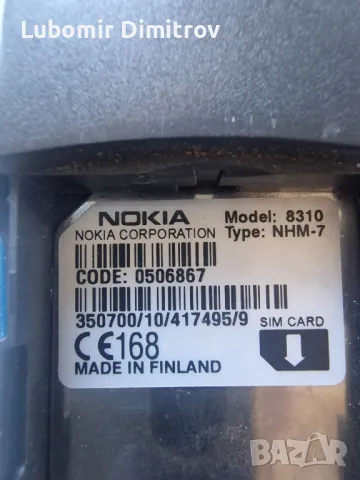 Lubomir Dimitrov
NOKIA Model: 8310
NOKIA CORPORATION Type: NHM-7
CODE: 0506867
350700/10/417495/9 SIM CARD
CE168
MADE IN FINLAND
BAZAR